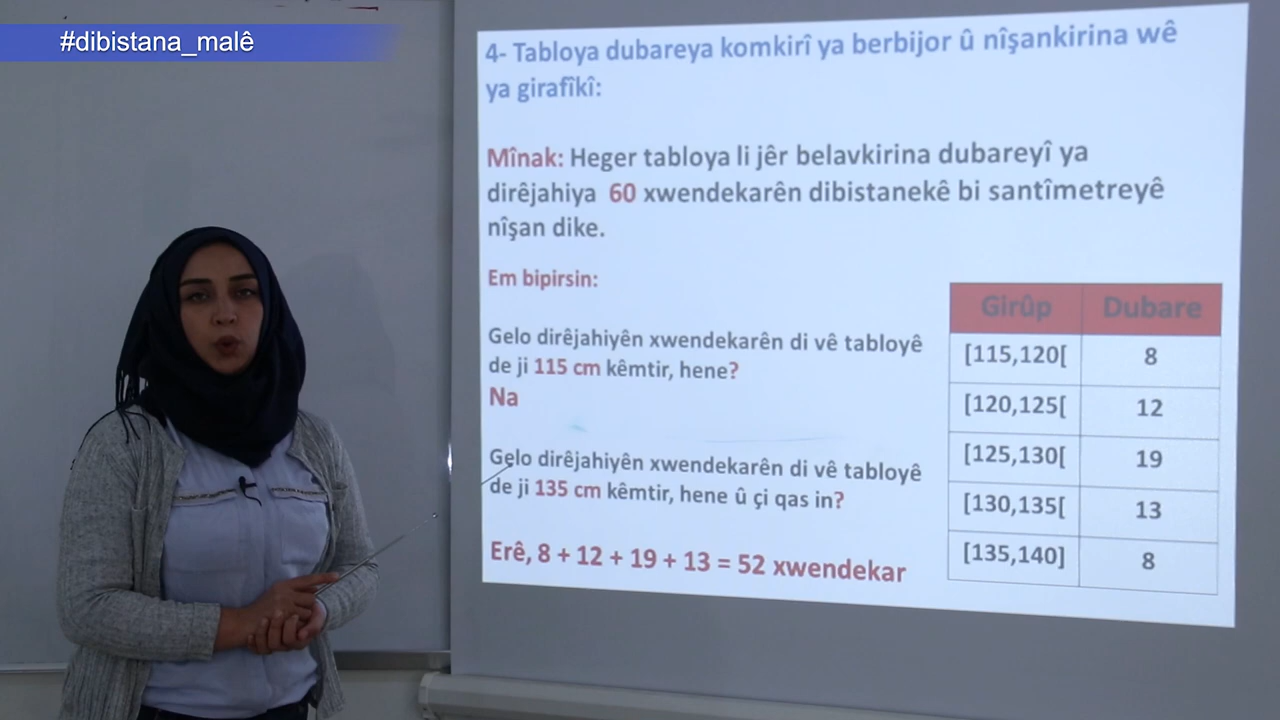 #dibistana_malê
4- Tabloya dubareya komkirî ya berbijor û nîşankirina wê
ya girafîkî:
Mînak: Heger tabloya li jêr belavkirina dubareyî ya
dirêjahiya 60 xwendekarên dibistanekê bi santîmetreyê
nîşan dike.
Em bipirsin:
Gelo dirêjahiyên xwendekarên di vê tabloyê
de ji 115 cm kêmtir, hene?
Na
Gelo dirêjahiyên xwendekarên di vê tabloyê
de ji 135 cm kêmtir, hene û çi qas in?
Erê, 8 + 12 + 19 + 13 = 52 xwendekar
Girûp Dubare
[115,120[ 8
[120,125[ 12
[125,130[ 19
[130,135[ 13
[135,140] 8